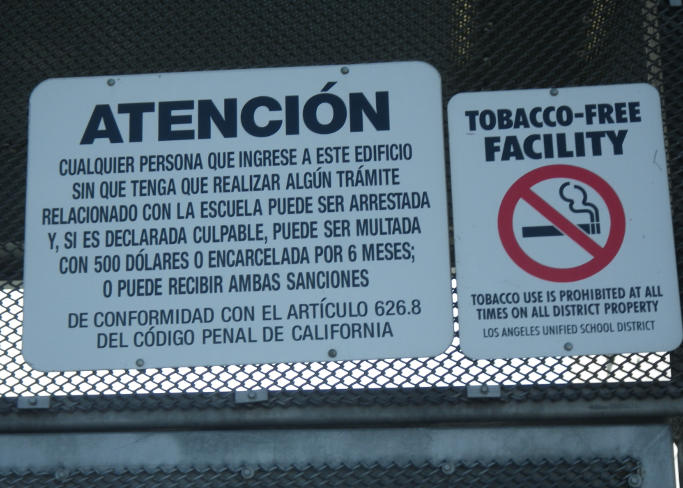 ATENCIÓN
CUALQUIER PERSONA QUE INGRESE A ESTE EDIFICIO
SIN QUE TENGA QUE REALIZAR ALGÚN TRÁMITE
RELACIONADO CON LA ESCUELA PUEDE SER ARRESTADA
Y, SI ES DECLARADA CULPABLE, PUEDE SER MULTADA
CON 500 DÓLARES O ENCARCELADA POR 6 MESES;
O PUEDE RECIBIR AMBAS SANCIONES
DE CONFORMIDAD CON EL ARTÍCULO 626.8
DEL CÓDIGO PENAL DE CALIFORNIA
TOBACCO-FREE
FACILITY
TOBACCO USE IS PROHIBITED AT ALL
TIMES ON ALL DISTRICT PROPERTY
LOS ANGELES UNIFIED SCHOOL DISTRICT